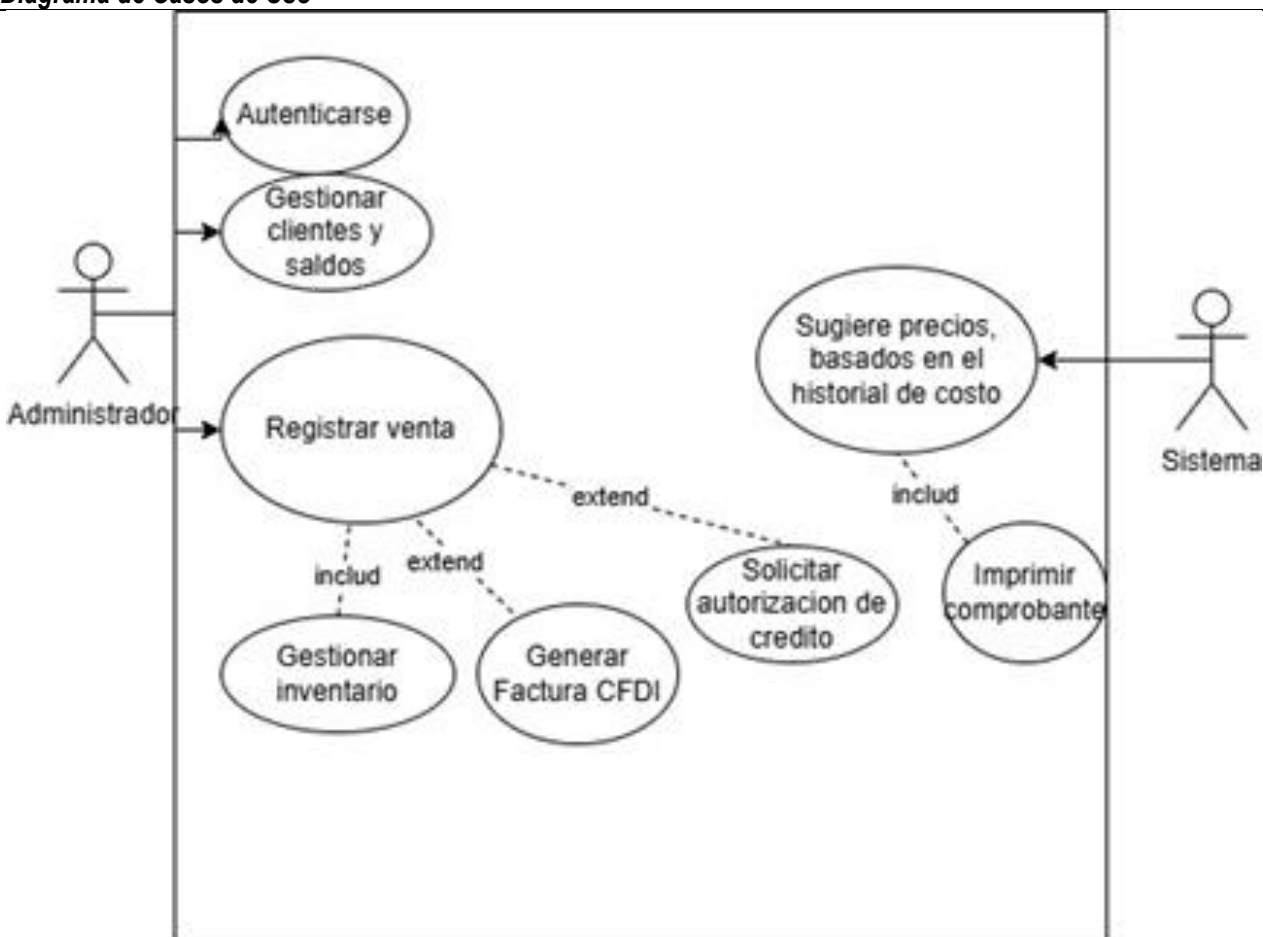 Diagrama de Casos de Uso
Autenticarse
Gestionar
clientes y
saldos
Administrador
Registrar venta
Sugiere precios,
basados en el
historial de costo
Sistema
extend
includ
extend
includ
Gestionar
inventario
Generar
Factura CFDI
Solicitar
autorizacion de
credito
Imprimir
comprobante